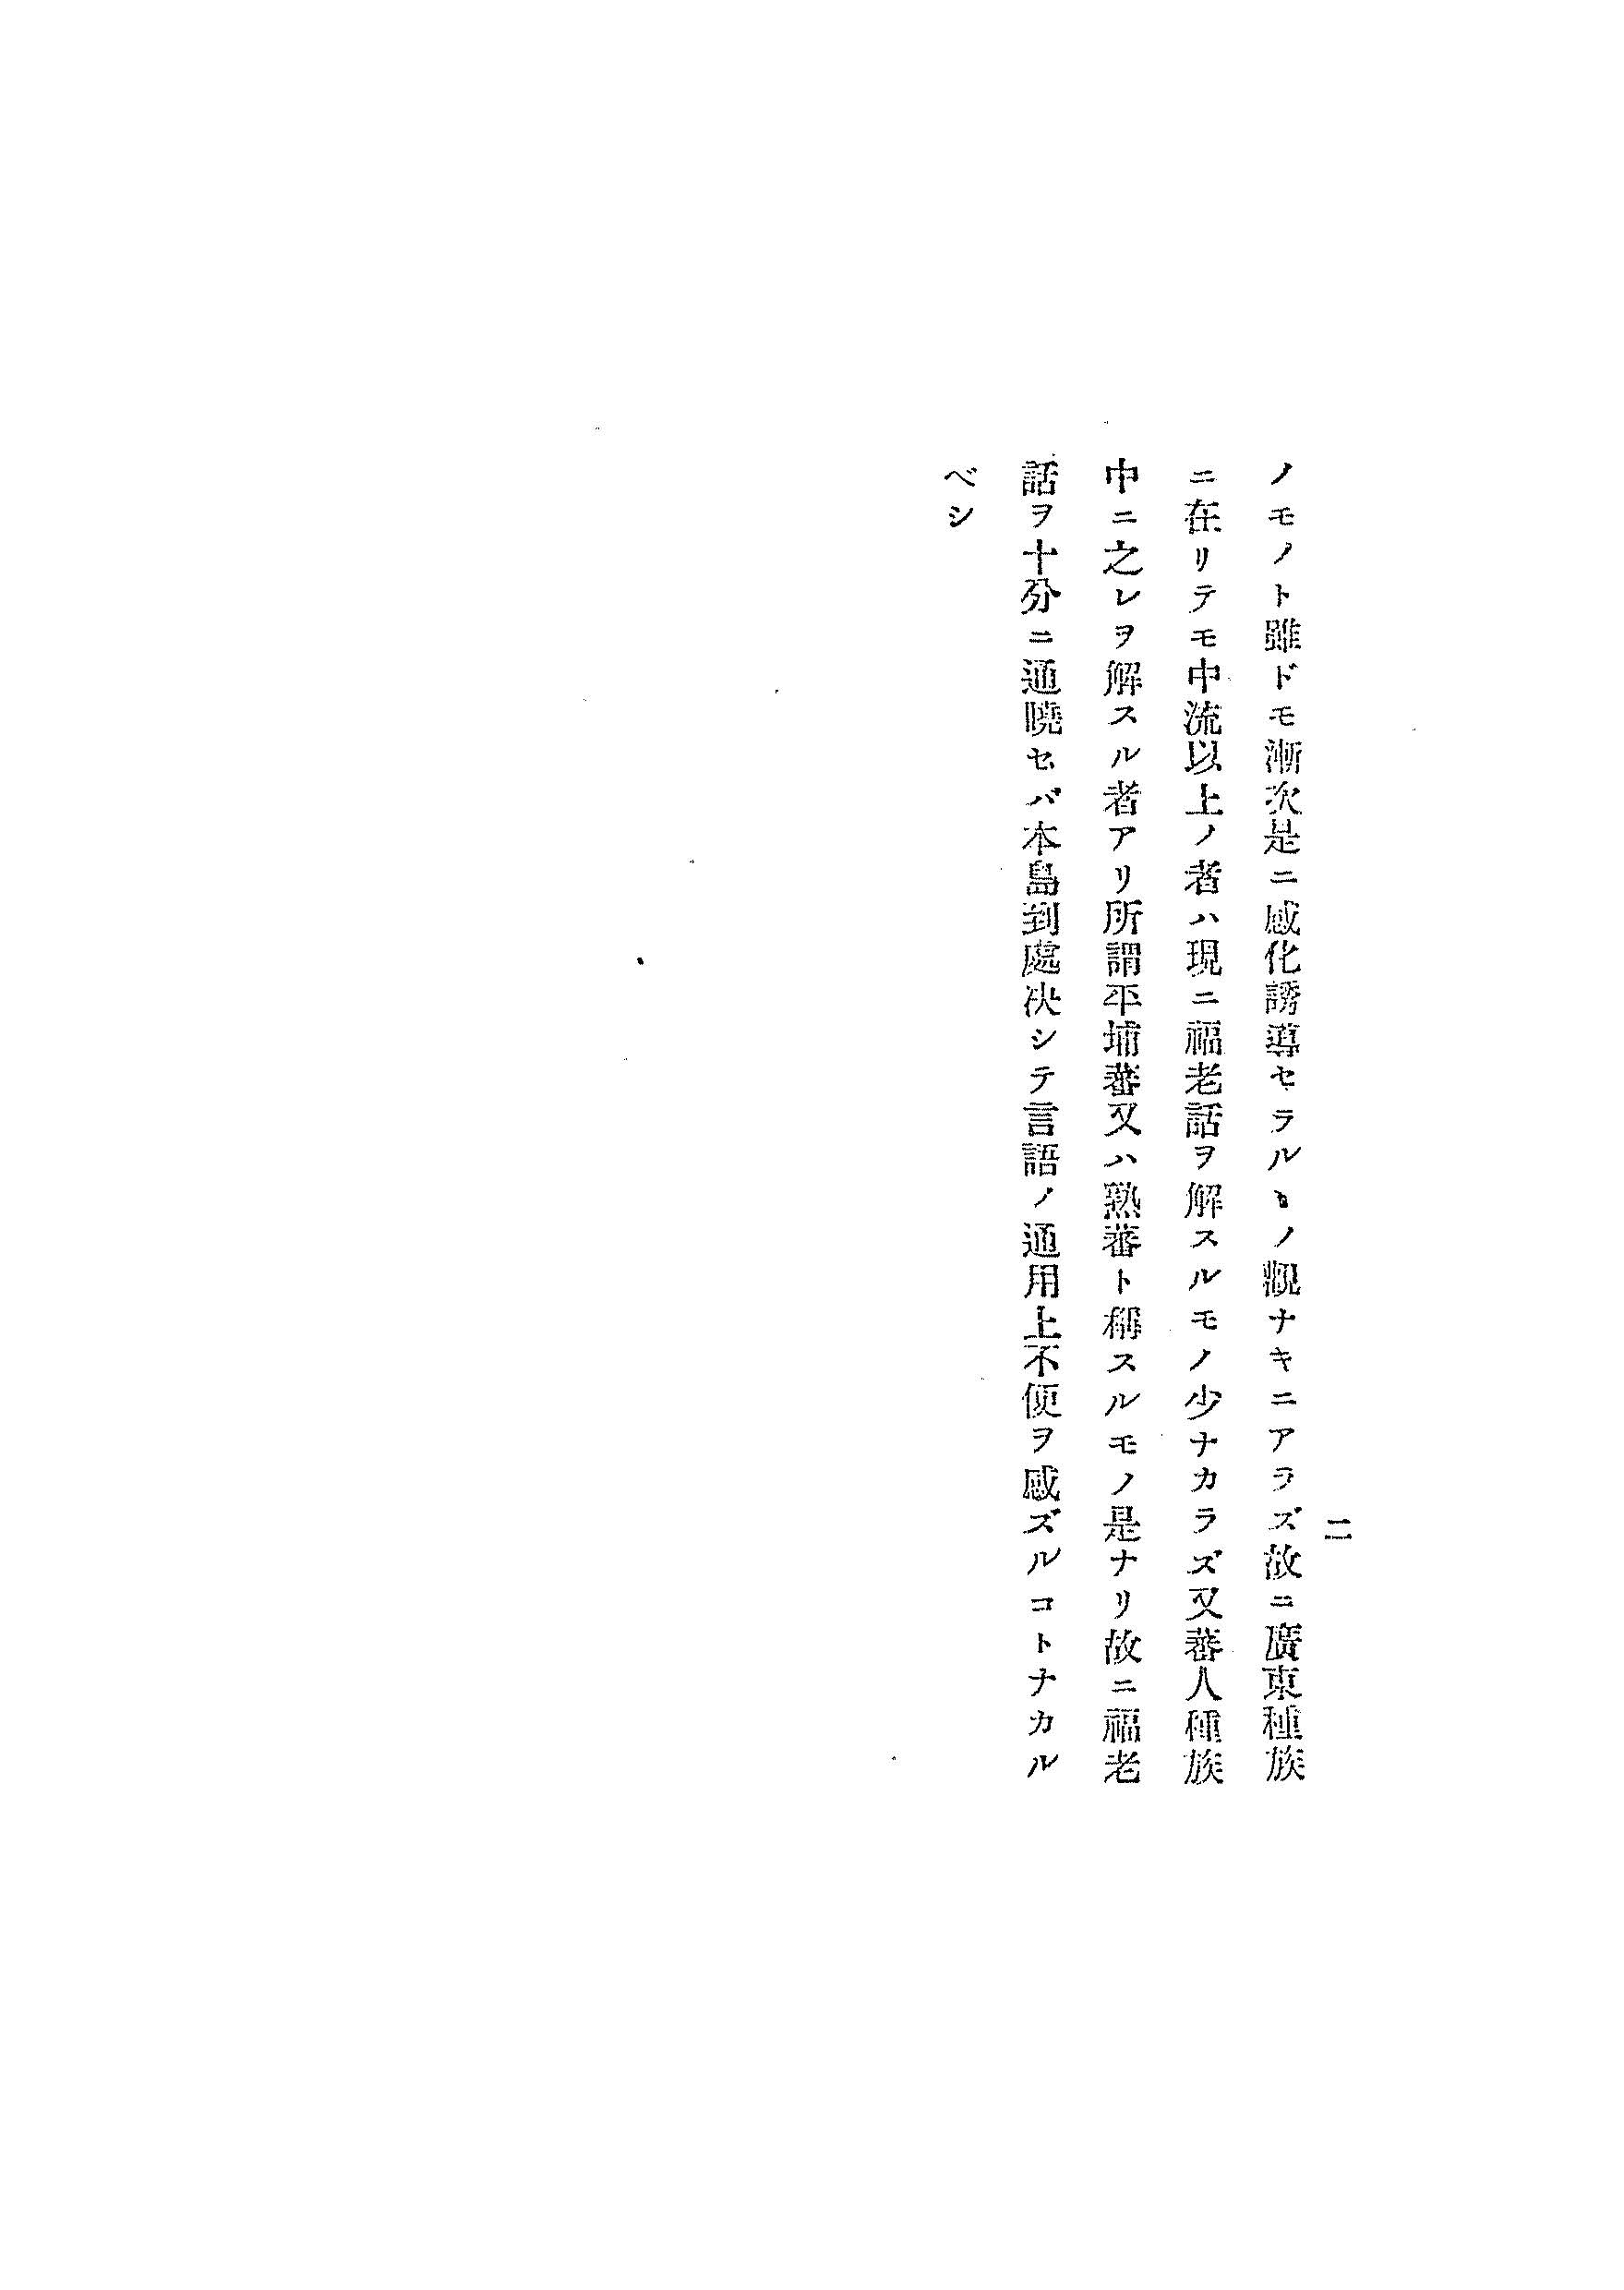 二
ノモノト雖ドモ漸次是ニ感化誘導セラルヽノ觀ナキニアラズ故ニ廣東種族
ニ在リテモ中流以上ノ者ハ現ニ福老話ヲ解スルモノ少ナカラズ又蕃人種族
中ニ之レヲ解スル者アリ所謂平埔蕃又ハ熟蕃ト稱スルモノ是ナリ故ニ福老
話ヲ十分ニ通曉セバ本島到處决シテ言語ノ通用上不便ヲ感ズルコトナカル
ベシ